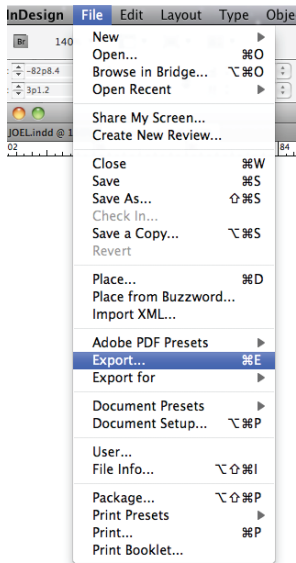 InDesign File Edit Layout Type Obje
Br 140
-82p8.4
3p1.2
JOEL.indd @ 1
02 84
New
Open... ⌘O
Browse in Bridge... ⌥⌘O
Open Recent
Share My Screen...
Create New Review...
Close ⌘W
Save ⌘S
Save As... ⇧⌘S
Check In...
Save a Copy... ⌥⌘S
Revert
Place... ⌘D
Place from Buzzword...
Import XML...
Adobe PDF Presets
Export... ⌘E
Export for
Document Presets
Document Setup... ⌥⌘P
User...
File Info... ⌥⇧⌘I
Package... ⌥⇧⌘P
Print Presets
Print... ⌘P
Print Booklet...